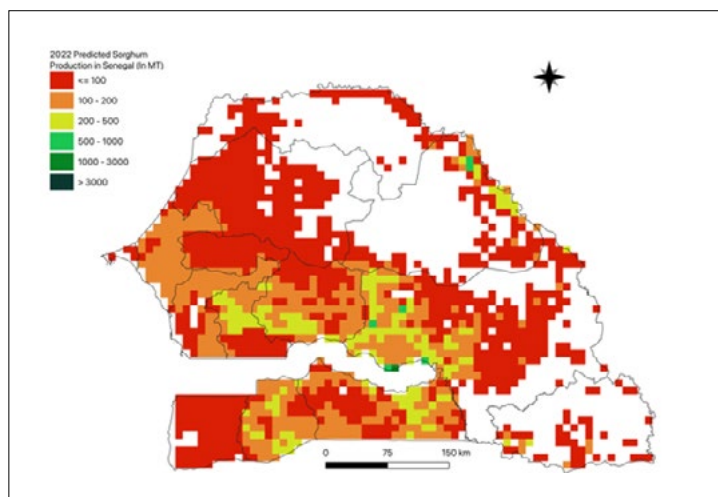 2022 Predicted Sorghum
Production in Senegal (In MT)
<= 100
100 - 200
200 - 500
500 - 1000
1000 - 3000
> 3000
0 75 150 km